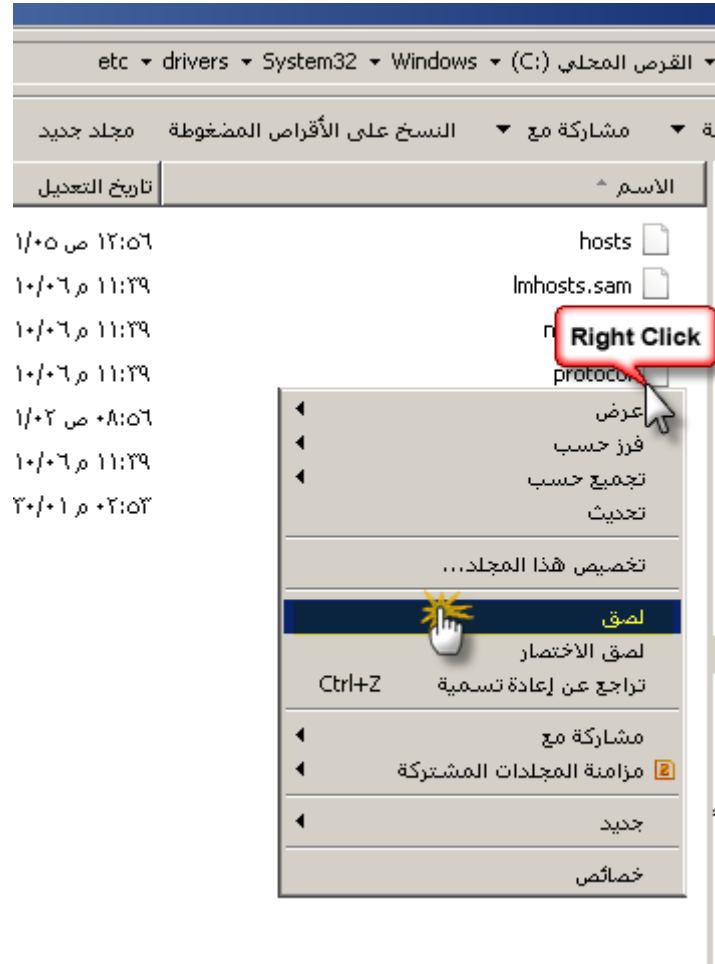 القرص المحلي (C:) ▾ Windows ▾ System32 ▾ drivers ▾ etc
مشاركة مع ▾ النسخ على الأقراص المضغوطة مجلد جديد
الاسم تاريخ التعديل
hosts ١٢:٥٦ ص ١/٠٥
lmhosts.sam ١١:٣٩ م ١٠/٠٦
١١:٣٩ م ١٠/٠٦
Right Click
protocol ١١:٣٩ م ١٠/٠٦
٠٨:٥٦ ص ١/٠٢
١١:٣٩ م ١٠/٠٦
٠٢:٥٣ م ٣٠/٠١
عرض
فرز حسب
تجميع حسب
تحديث
تخصيص هذا المجلد...
لصق
لصق الاختصار
تراجع عن إعادة تسمية Ctrl+Z
مشاركة مع
مزامنة المجلدات المشتركة
جديد
خصائص